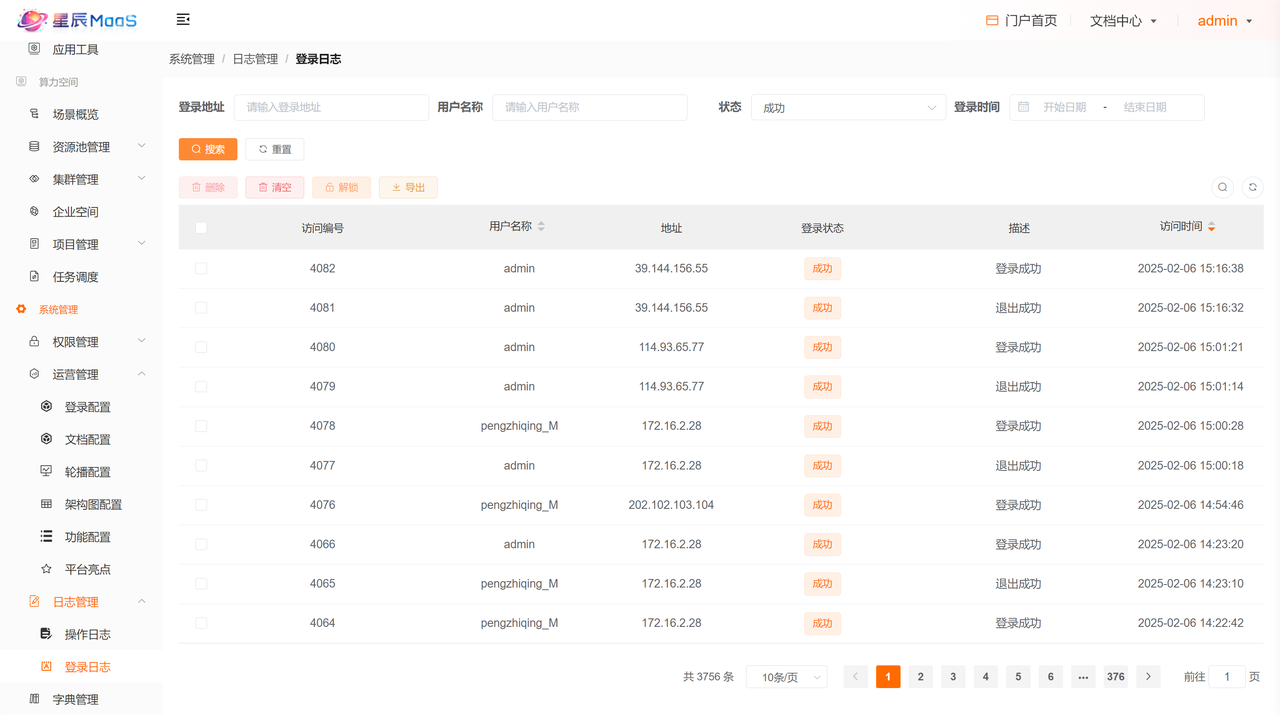 星辰MaaS
门户首页
文档中心
admin
应用工具
算力空间
场景概览
资源池管理
集群管理
企业空间
项目管理
任务调度
系统管理
权限管理
运营管理
登录配置
文档配置
轮播配置
架构图配置
功能配置
平台亮点
日志管理
操作日志
登录日志
字典管理
系统管理 / 日志管理 / 登录日志
登录地址 请输入登录地址 用户名称 请输入用户名称 状态 成功 登录时间 开始日期 - 结束日期
搜索 重置
删除 清空 解锁 导出
访问编号 用户名称 地址 登录状态 描述 访问时间
4082 admin 39.144.156.55 成功 登录成功 2025-02-06 15:16:38
4081 admin 39.144.156.55 成功 退出成功 2025-02-06 15:16:32
4080 admin 114.93.65.77 成功 登录成功 2025-02-06 15:01:21
4079 admin 114.93.65.77 成功 退出成功 2025-02-06 15:01:14
4078 pengzhiqing_M 172.16.2.28 成功 登录成功 2025-02-06 15:00:28
4077 admin 172.16.2.28 成功 退出成功 2025-02-06 15:00:18
4076 pengzhiqing_M 202.102.103.104 成功 登录成功 2025-02-06 14:54:46
4066 admin 172.16.2.28 成功 登录成功 2025-02-06 14:23:20
4065 pengzhiqing_M 172.16.2.28 成功 退出成功 2025-02-06 14:23:10
4064 pengzhiqing_M 172.16.2.28 成功 登录成功 2025-02-06 14:22:42
共 3756 条 10条/页 1 2 3 4 5 6 ••• 376 前往 1 页